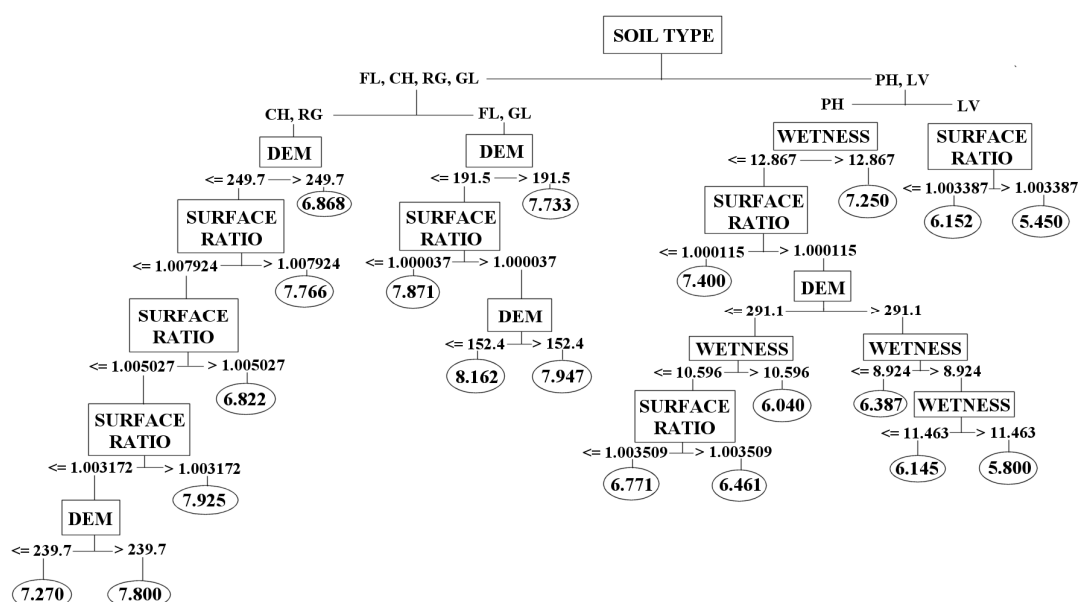 SOIL TYPE
FL, CH, RG, GL
PH, LV
CH, RG
FL, GL
PH
LV
DEM
DEM
WETNESS
SURFACE
RATIO
<= 249.7
> 249.7
<= 191.5
> 191.5
<= 12.867
> 12.867
<= 1.003387
> 1.003387
6.868
7.733
7.250
6.152
5.450
SURFACE
RATIO
SURFACE
RATIO
SURFACE
RATIO
<= 1.007924
> 1.007924
<= 1.000037
> 1.000037
<= 1.000115
> 1.000115
7.766
7.871
7.400
DEM
SURFACE
RATIO
DEM
<= 291.1
> 291.1
<= 152.4
> 152.4
WETNESS
WETNESS
<= 1.005027
> 1.005027
8.162
7.947
<= 10.596
> 10.596
<= 8.924
> 8.924
6.822
SURFACE
RATIO
6.040
6.387
WETNESS
SURFACE
RATIO
<= 11.463
> 11.463
<= 1.003509
> 1.003509
<= 1.003172
> 1.003172
6.145
5.800
7.925
6.771
6.461
DEM
<= 239.7
> 239.7
7.270
7.800